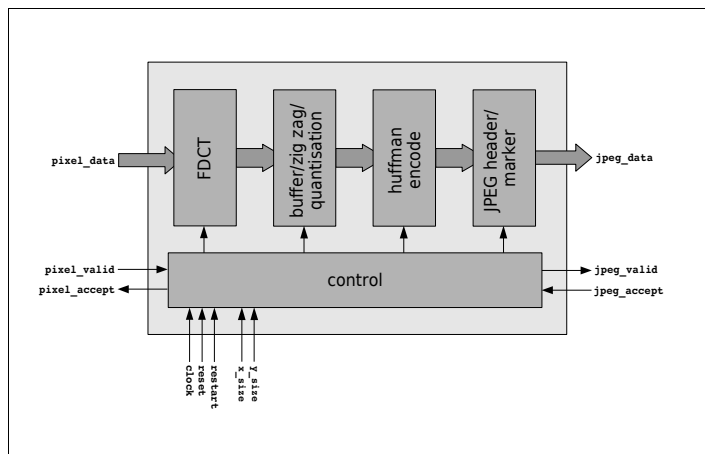 FDCT
buffer/zig zag/
quantisation
huffman
encode
JPEG header/
marker
pixel_data
jpeg_data
pixel_valid
pixel_accept
control
jpeg_valid
jpeg_accept
clock
reset
restart
x_size
y_size